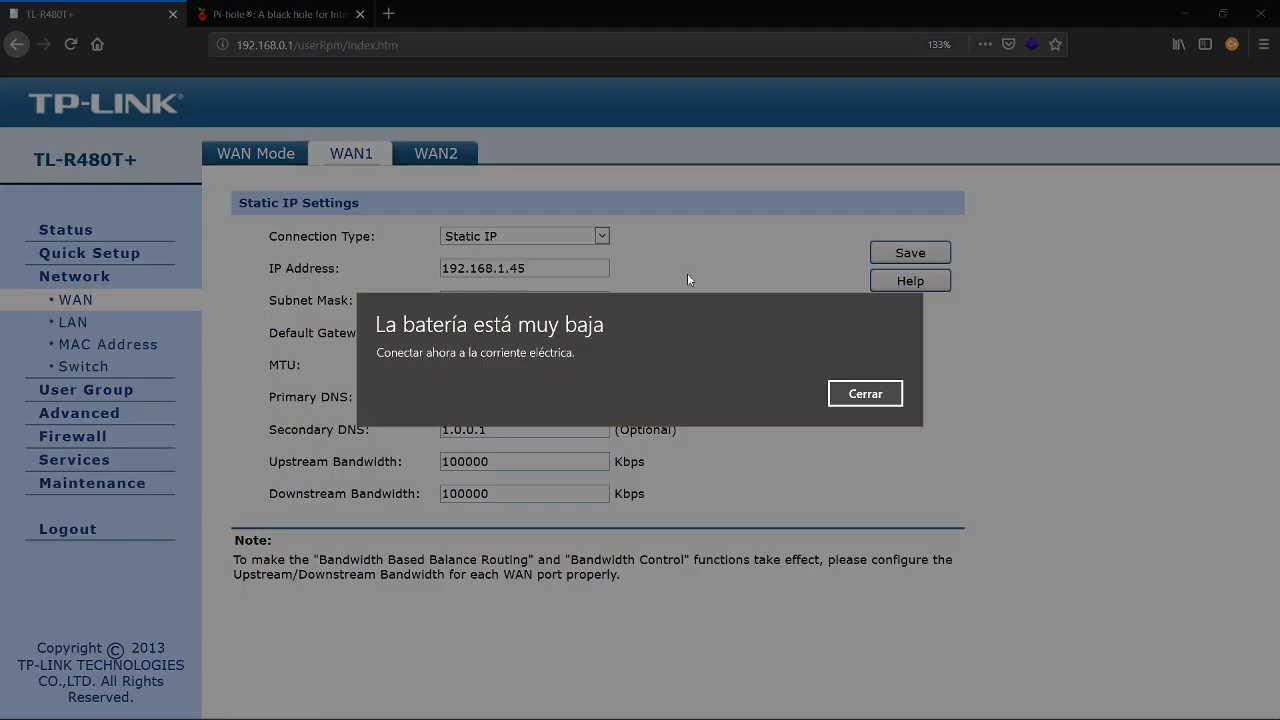 TL-R480T+
Pi-hole®: A black hole for Inte
192.168.0.1/userRpm/Index.htm
133%
TP-LINK®
TL-R480T+
WAN Mode
WAN1
WAN2
Status
Quick Setup
Network
• WAN
• LAN
• MAC Address
• Switch
User Group
Advanced
Firewall
Services
Maintenance
Logout
Copyright © 2013
TP-LINK TECHNOLOGIES
CO.,LTD. All Rights
Reserved.
Static IP Settings
Connection Type: Static IP
IP Address: 192.168.1.45
Subnet Mask:
Default Gatew
MTU:
Primary DNS:
Secondary DNS: 1.0.0.1 (Optional)
Upstream Bandwidth: 100000 Kbps
Downstream Bandwidth: 100000 Kbps
Save
Help
La batería está muy baja
Conectar ahora a la corriente eléctrica.
Cerrar
Note:
To make the "Bandwidth Based Balance Routing" and "Bandwidth Control" functions take effect, please configure the
Upstream/Downstream Bandwidth for each WAN port properly.